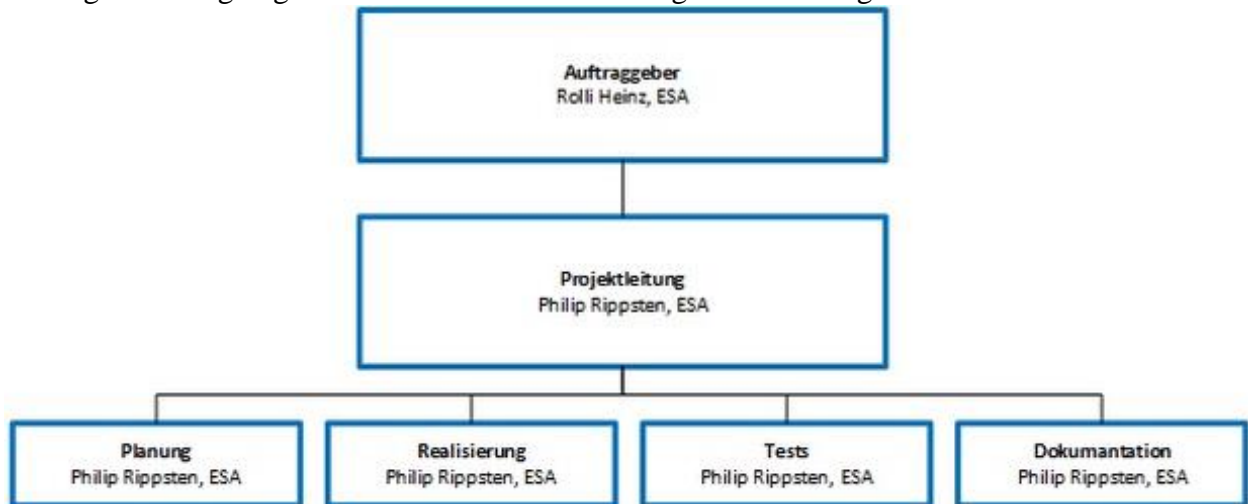 Auftraggeber
Rolli Heinz, ESA
Projektleitung
Philip Rippsten, ESA
Planung
Philip Rippsten, ESA
Realisierung
Philip Rippsten, ESA
Tests
Philip Rippsten, ESA
Dokumantation
Philip Rippsten, ESA